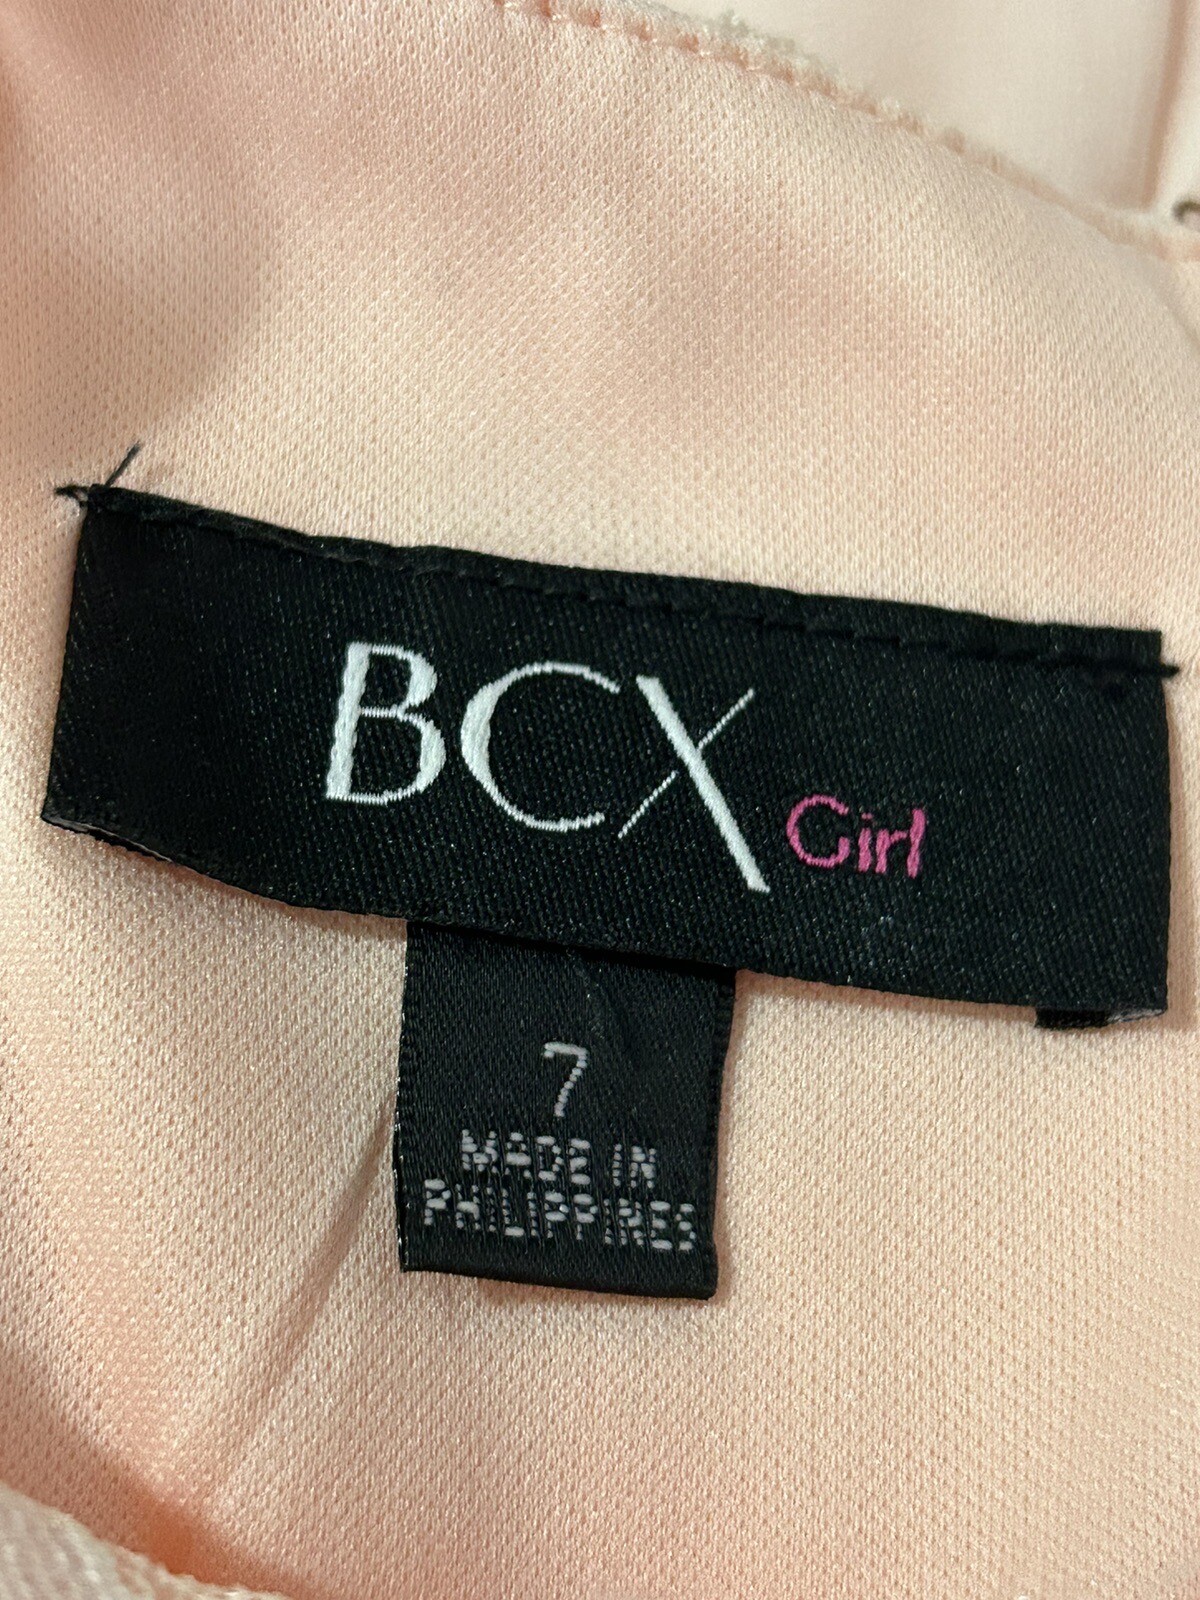 BCX Girl
7
MADE IN
PHILIPPINES